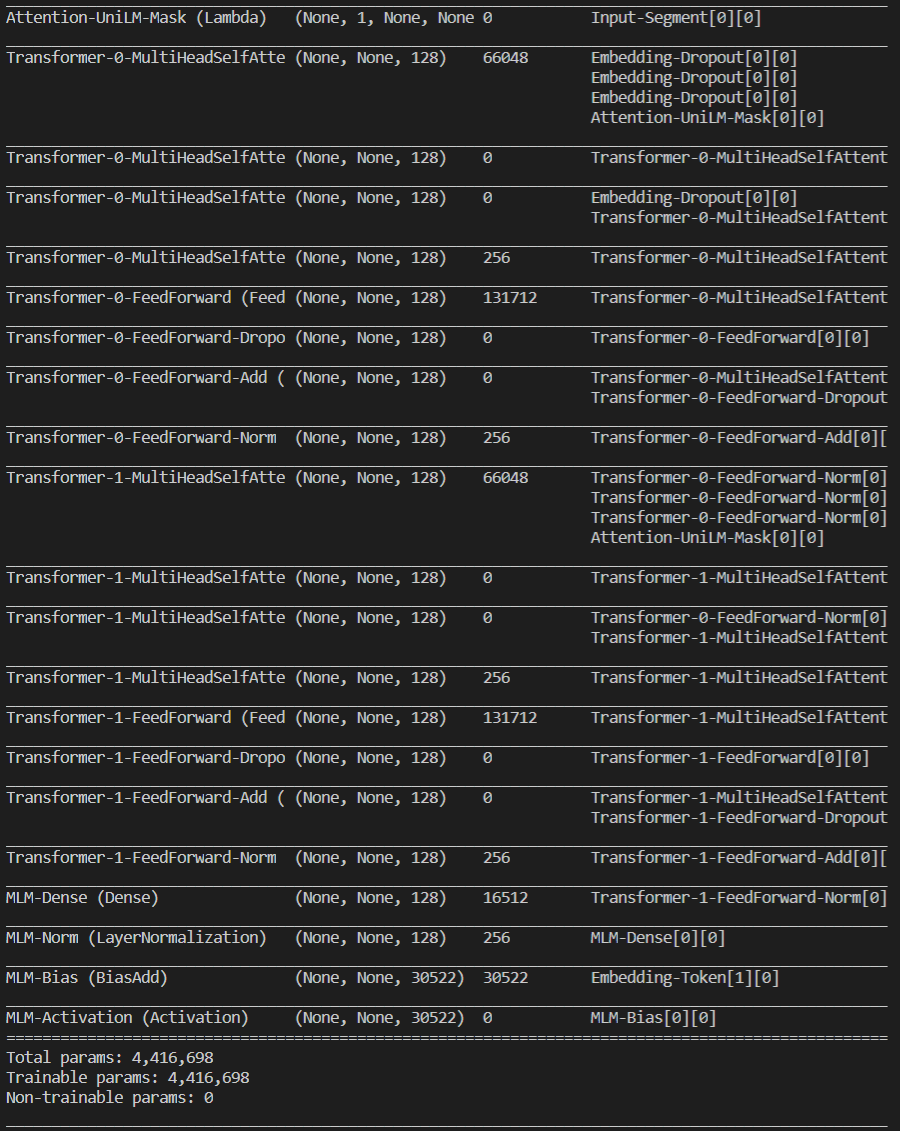 Attention-UniLM-Mask (Lambda) (None, 1, None, None 0 Input-Segment[0][0]
Transformer-0-MultiHeadSelfAtte (None, None, 128) 66048 Embedding-Dropout[0][0]
Embedding-Dropout[0][0]
Embedding-Dropout[0][0]
Attention-UniLM-Mask[0][0]
Transformer-0-MultiHeadSelfAtte (None, None, 128) 0 Transformer-0-MultiHeadSelfAttent
Transformer-0-MultiHeadSelfAtte (None, None, 128) 0 Embedding-Dropout[0][0]
Transformer-0-MultiHeadSelfAttent
Transformer-0-MultiHeadSelfAtte (None, None, 128) 256 Transformer-0-MultiHeadSelfAttent
Transformer-0-FeedForward (Feed (None, None, 128) 131712 Transformer-0-MultiHeadSelfAttent
Transformer-0-FeedForward-Dropo (None, None, 128) 0 Transformer-0-FeedForward[0][0]
Transformer-0-FeedForward-Add ( (None, None, 128) 0 Transformer-0-MultiHeadSelfAttent
Transformer-0-FeedForward-Dropout
Transformer-0-FeedForward-Norm (None, None, 128) 256 Transformer-0-FeedForward-Add[0][
Transformer-1-MultiHeadSelfAtte (None, None, 128) 66048 Transformer-0-FeedForward-Norm[0]
Transformer-0-FeedForward-Norm[0]
Transformer-0-FeedForward-Norm[0]
Attention-UniLM-Mask[0][0]
Transformer-1-MultiHeadSelfAtte (None, None, 128) 0 Transformer-1-MultiHeadSelfAttent
Transformer-1-MultiHeadSelfAtte (None, None, 128) 0 Transformer-0-FeedForward-Norm[0]
Transformer-1-MultiHeadSelfAttent
Transformer-1-MultiHeadSelfAtte (None, None, 128) 256 Transformer-1-MultiHeadSelfAttent
Transformer-1-FeedForward (Feed (None, None, 128) 131712 Transformer-1-MultiHeadSelfAttent
Transformer-1-FeedForward-Dropo (None, None, 128) 0 Transformer-1-FeedForward[0][0]
Transformer-1-FeedForward-Add ( (None, None, 128) 0 Transformer-1-MultiHeadSelfAttent
Transformer-1-FeedForward-Dropout
Transformer-1-FeedForward-Norm (None, None, 128) 256 Transformer-1-FeedForward-Add[0][
MLM-Dense (Dense) (None, None, 128) 16512 Transformer-1-FeedForward-Norm[0]
MLM-Norm (LayerNormalization) (None, None, 128) 256 MLM-Dense[0][0]
MLM-Bias (BiasAdd) (None, None, 30522) 30522 Embedding-Token[1][0]
MLM-Activation (Activation) (None, None, 30522) 0 MLM-Bias[0][0]
Total params: 4,416,698
Trainable params: 4,416,698
Non-trainable params: 0